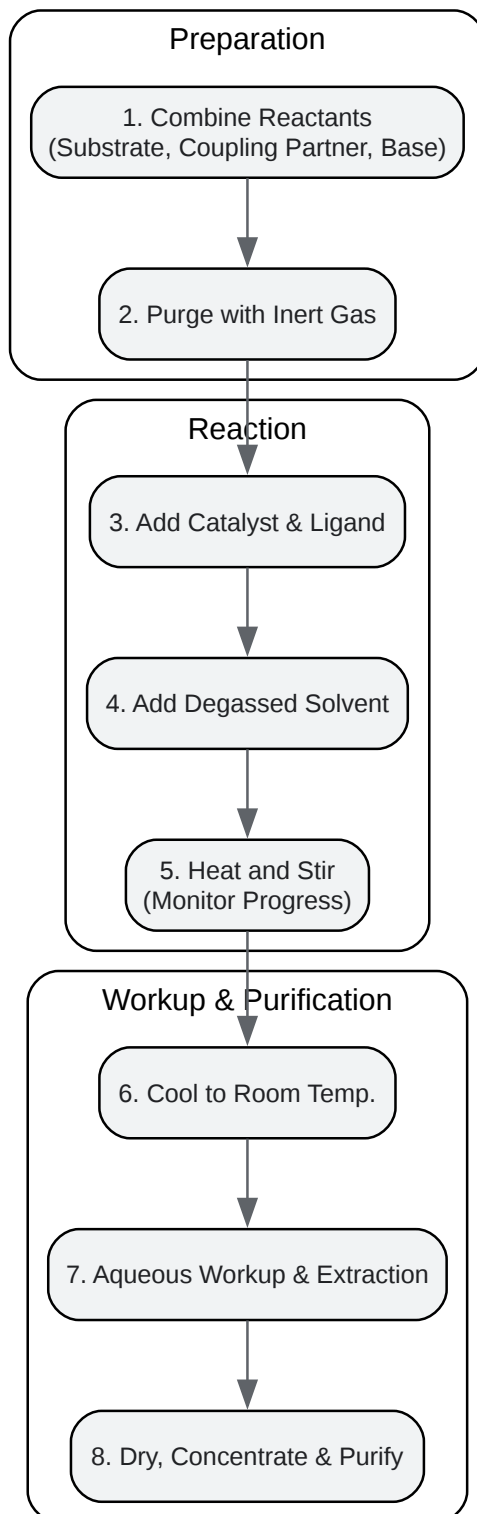 Preparation
1. Combine Reactants
(Substrate, Coupling Partner, Base)
2. Purge with Inert Gas
Reaction
3. Add Catalyst & Ligand
4. Add Degassed Solvent
5. Heat and Stir
(Monitor Progress)
Workup & Purification
6. Cool to Room Temp.
7. Aqueous Workup & Extraction
8. Dry, Concentrate & Purify